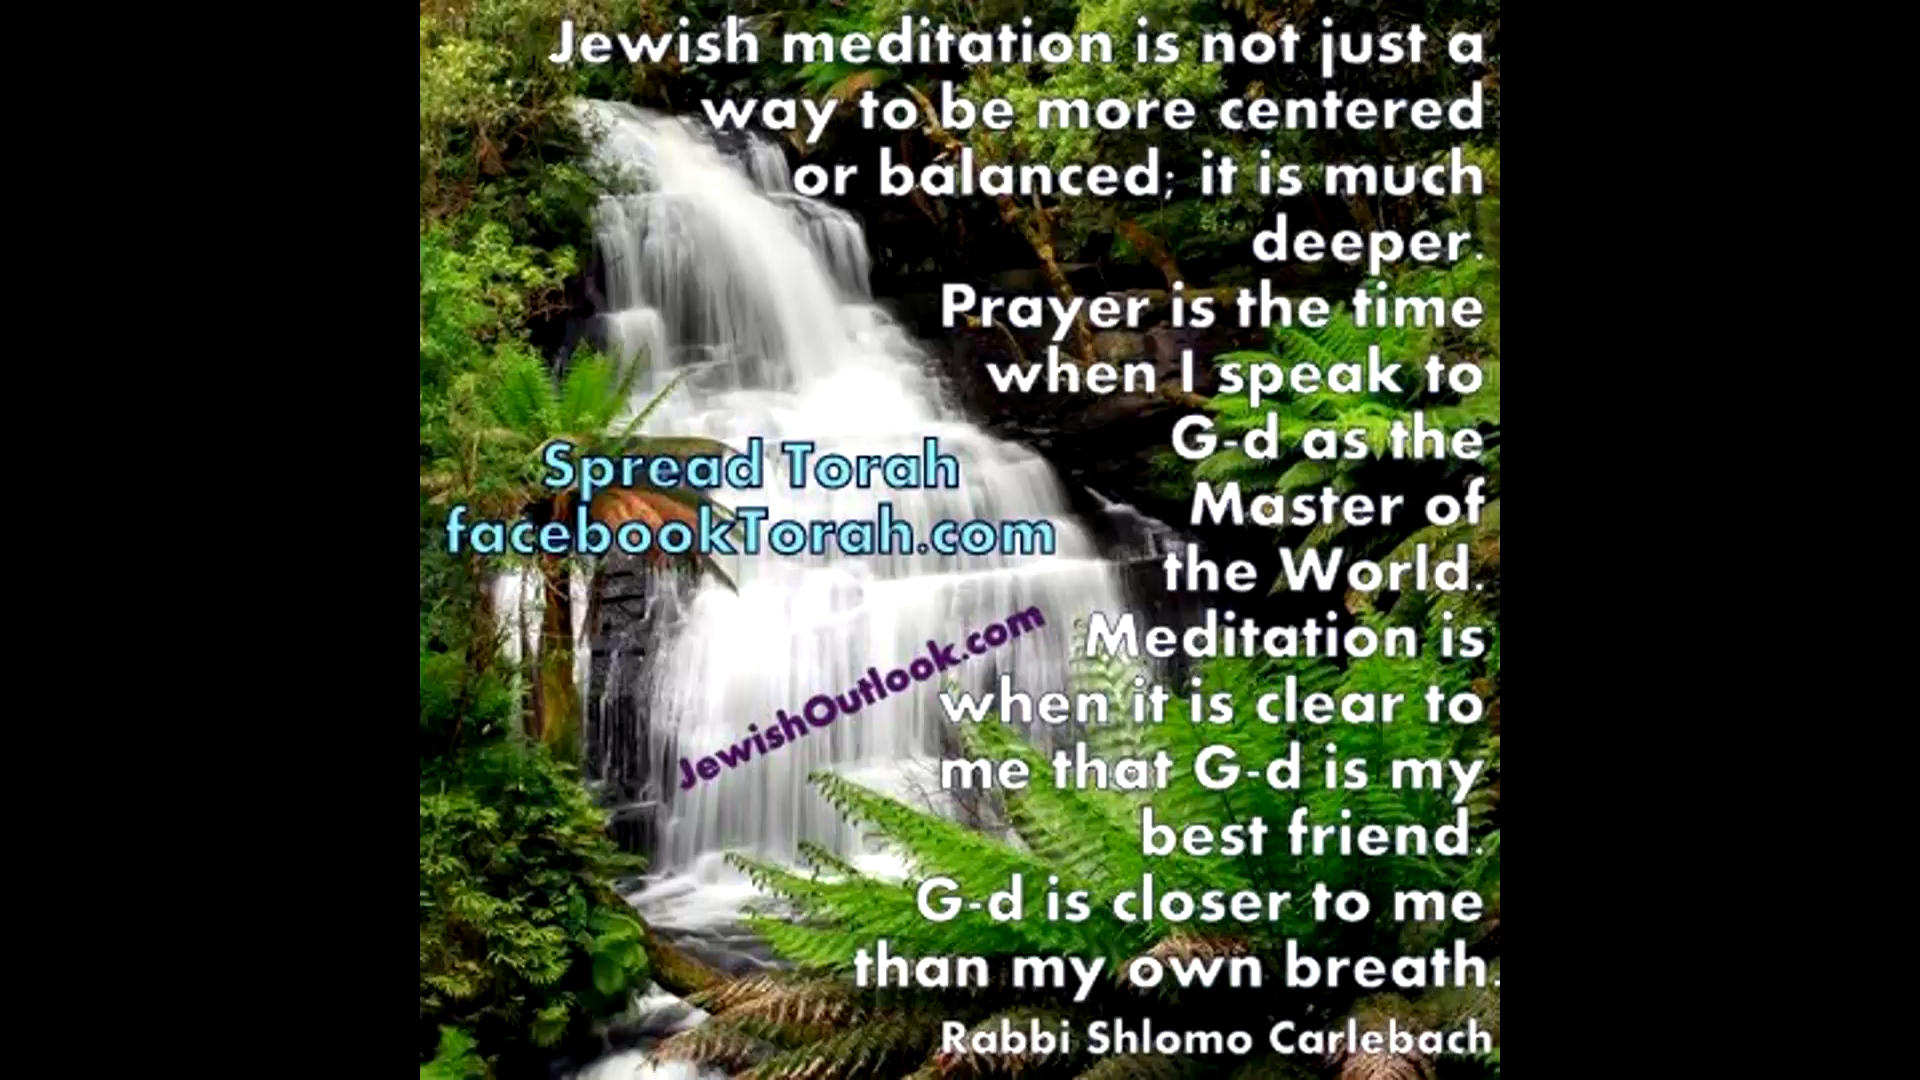 Jewish meditation is not just a
way to be more centered
or balanced; it is much
deeper.
Prayer is the time
when I speak to
G-d as the
Master of
the World.
Meditation is
when it is clear to
me that G-d is my
best friend.
G-d is closer to me
than my own breath.
Rabbi Shlomo Carlebach
Spread Torah
facebookTorah.com
JewishOutlook.com